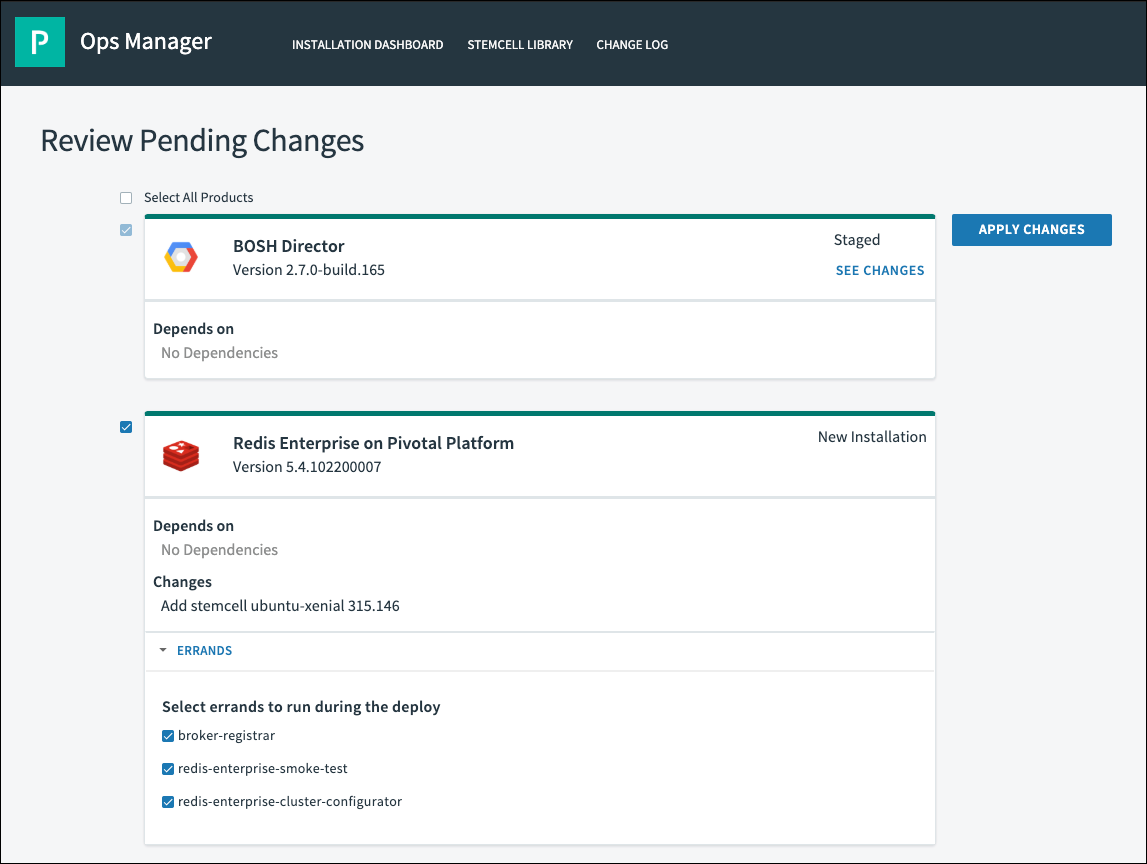 P
Ops Manager
INSTALLATION DASHBOARD
STEMCELL LIBRARY
CHANGE LOG
Review Pending Changes
Select All Products
BOSH Director
Version 2.7.0-build.165
Staged
SEE CHANGES
APPLY CHANGES
Depends on
No Dependencies
Redis Enterprise on Pivotal Platform
Version 5.4.102200007
New Installation
Depends on
No Dependencies
Changes
Add stemcell ubuntu-xenial 315.146
ERRANDS
Select errands to run during the deploy
broker-registrar
redis-enterprise-smoke-test
redis-enterprise-cluster-configurator